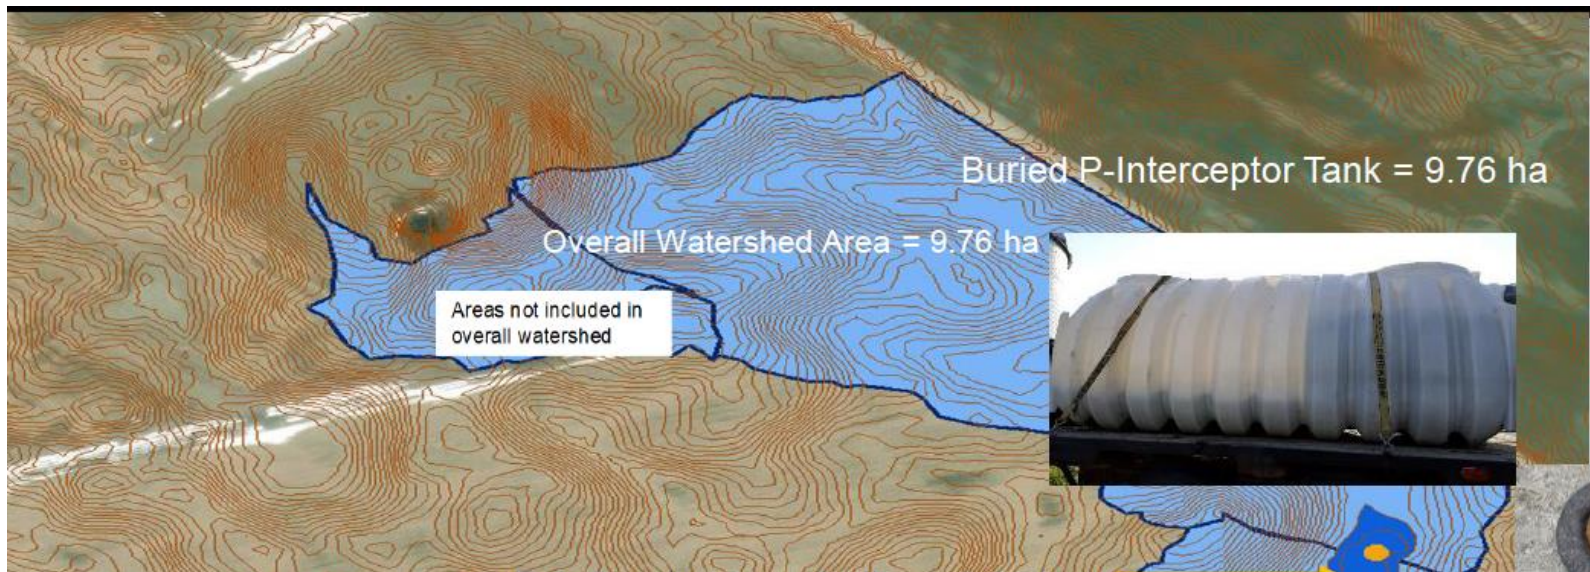 Buried P-Interceptor Tank = 9.76 ha
Overall Watershed Area = 9.76 ha
Areas not included in
overall watershed